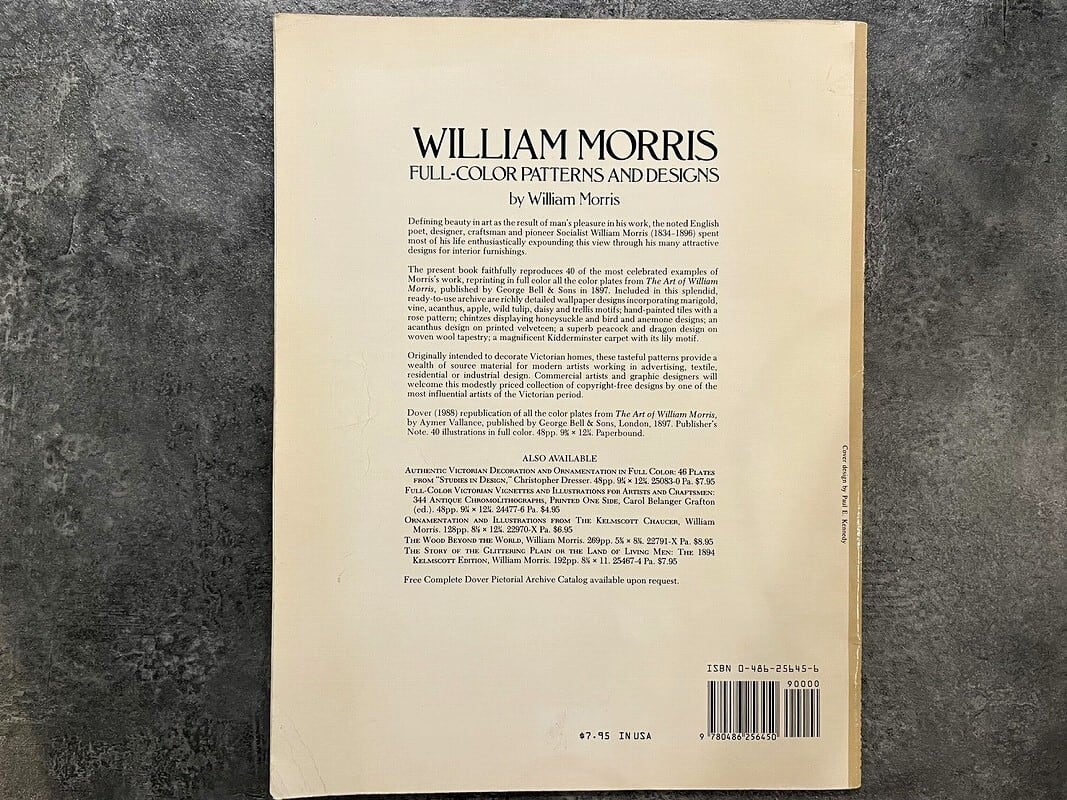 WILLIAM MORRIS
FULL-COLOR PATTERNS AND DESIGNS
by William Morris
Defining beauty in art as the result of man's pleasure in his work, the noted English
poet, designer, craftsman and pioneer Socialist William Morris (1834–1896) spent
most of his life enthusiastically expounding this view through his many attractive
designs for interior furnishings.
The present book faithfully reproduces 40 of the most celebrated examples of
Morris's work, reprinting in full color all the color plates from The Art of William
Morris, published by George Bell & Sons in 1897. Included in this splendid,
ready-to-use archive are richly detailed wallpaper designs incorporating marigold,
vine, acanthus, apple, wild tulip, daisy and trellis motifs; hand-painted tiles with a
rose pattern; chintzes displaying honeysuckle and bird and anemone designs; an
acanthus design on printed velveteen; a superb peacock and dragon design on
woven wool tapestry; a magnificent Kidderminster carpet with its lily motif.
Originally intended to decorate Victorian homes, these tasteful patterns provide a
wealth of source material for modern artists working in advertising, textile,
residential or industrial design. Commercial artists and graphic designers will
welcome this modestly priced collection of copyright-free designs by one of the
most influential artists of the Victorian period.
Dover (1988) republication of all the color plates from The Art of William Morris,
by Aymer Vallance, published by George Bell & Sons, London, 1897. Publisher's
Note. 40 illustrations in full color. 48pp. 9⅜ × 12¼. Paperbound.
ALSO AVAILABLE
AUTHENTIC VICTORIAN DECORATION AND ORNAMENTATION IN FULL COLOR: 46 PLATES
FROM "STUDIES IN DESIGN," Christopher Dresser. 48pp. 9⅜ × 12¼. 25083-0 Pa. $7.95
FULL-COLOR VICTORIAN VIGNETTES AND ILLUSTRATIONS FOR ARTISTS AND CRAFTSMEN:
344 ANTIQUE CHROMOLITHOGRAPHS, PRINTED ONE SIDE, Carol Belanger Grafton
(ed.). 48pp. 9⅜ × 12¼. 24477-6 Pa. $4.95
ORNAMENTATION AND ILLUSTRATIONS FROM THE KELMSCOTT CHAUCER, William
Morris. 128pp. 8⅜ × 12¼. 22970-X Pa. $6.95
THE WOOD BEYOND THE WORLD, William Morris. 269pp. 5⅜ × 8½. 22791-X Pa. $8.95
THE STORY OF THE GLITTERING PLAIN OR THE LAND OF LIVING MEN: THE 1894
KELMSCOTT EDITION, William Morris. 192pp. 8⅜ × 11. 25467-4 Pa. $7.95
Free Complete Dover Pictorial Archive Catalog available upon request.
Cover design by Paul E. Kennedy
ISBN 0-486-25645-6
90000
9 780486 256450
$7.95 IN USA